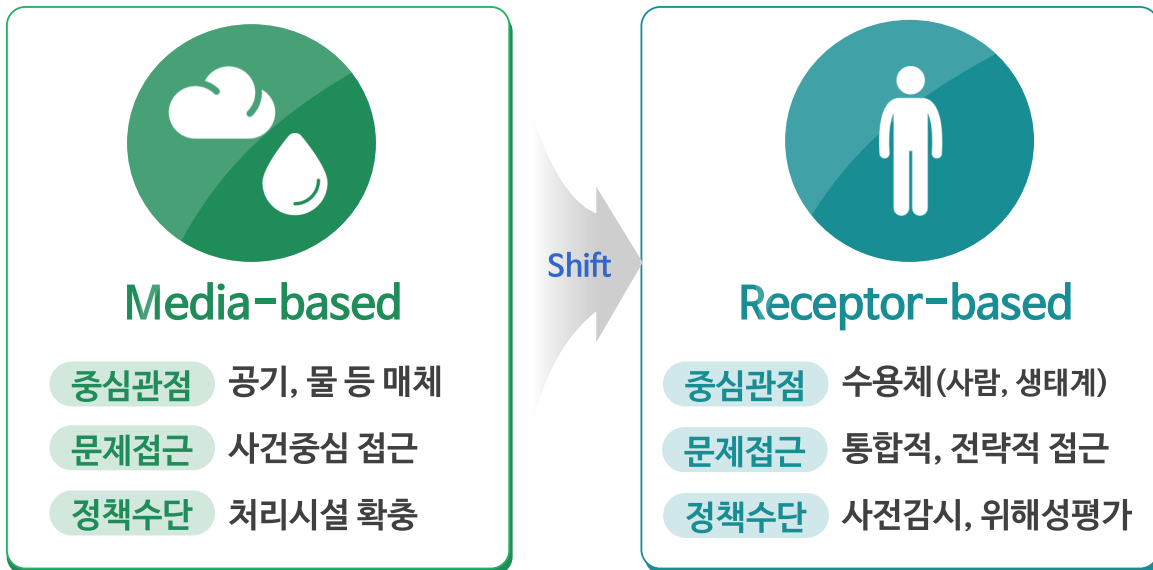 Media-based
중심관점 공기, 물 등 매체
문제접근 사건중심 접근
정책수단 처리시설 확충
Shift
Receptor-based
중심관점 수용체(사람, 생태계)
문제접근 통합적, 전략적 접근
정책수단 사전감시, 위해성평가